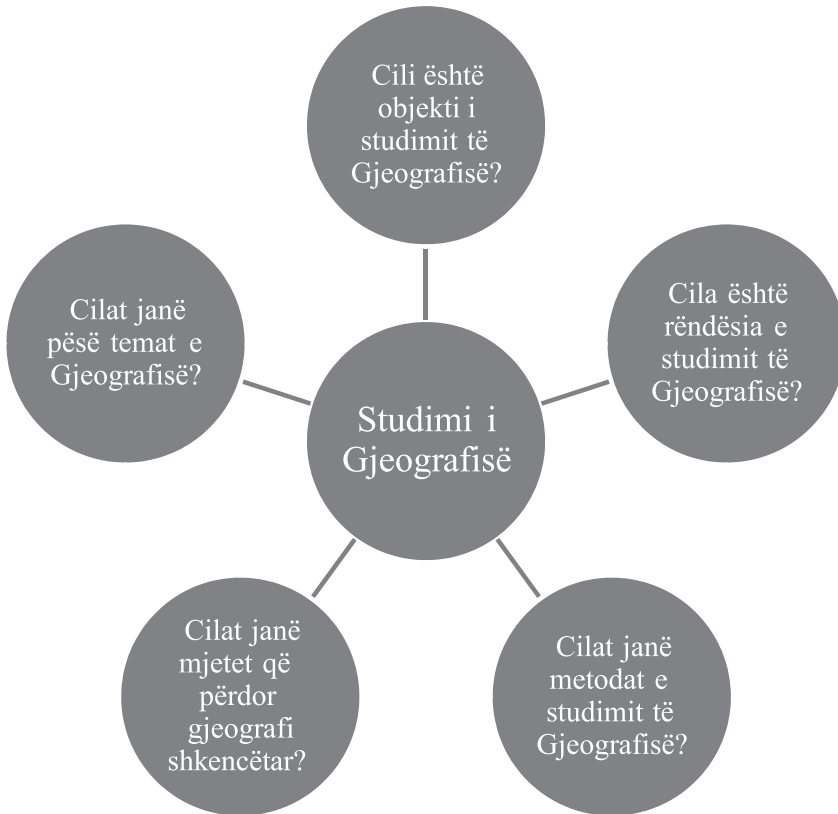 Cili është
objekti i
studimit të
Gjeografisë?
Cilat janë
pësë temat e
Gjeografisë?
Cila është
rëndësia e
studimit të
Gjeografisë?
Studimi i
Gjeografisë
Cilat janë
mjetet që
përdor
gjeografi
shkencëtar?
Cilat janë
metodat e
studimit të
Gjeografisë?